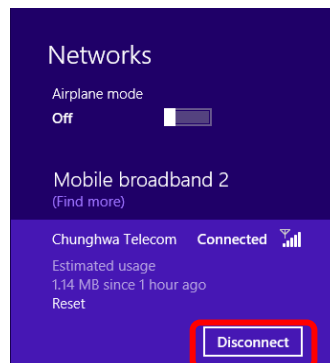 Networks
Airplane mode
Off
Mobile broadband 2
(Find more)
Chunghwa Telecom Connected
Estimated usage
1.14 MB since 1 hour ago
Reset
Disconnect